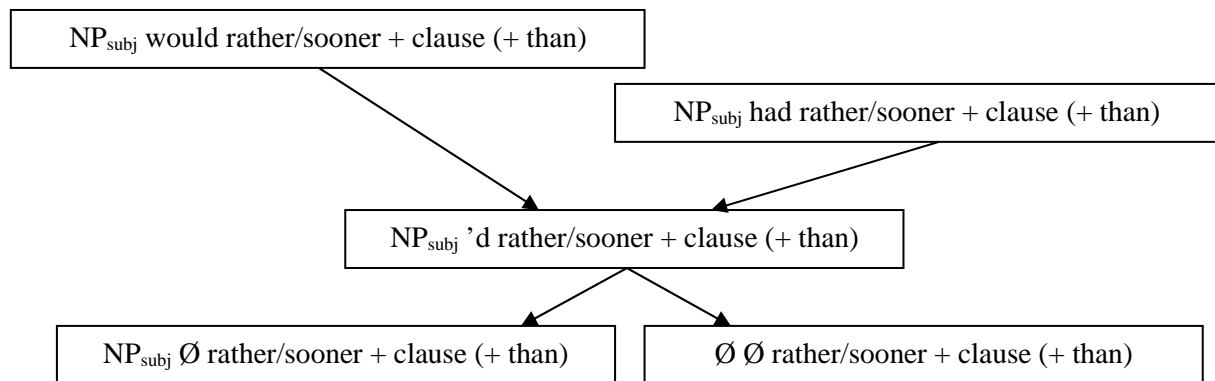 NPsubj would rather/sooner + clause (+ than)
NPsubj had rather/sooner + clause (+ than)
NPsubj ’d rather/sooner + clause (+ than)
NPsubj Ø rather/sooner + clause (+ than)
Ø Ø rather/sooner + clause (+ than)